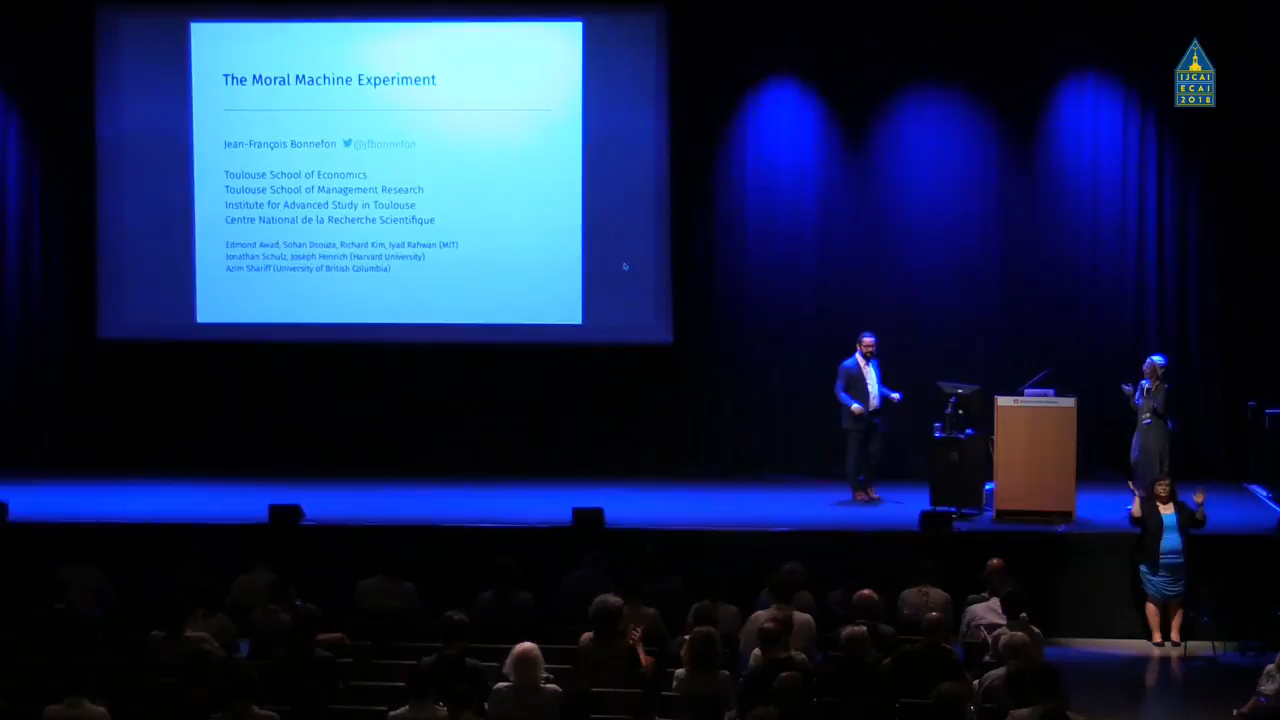 The Moral Machine Experiment
Jean-François Bonnefon @jfbonnefon
Toulouse School of Economics
Toulouse School of Management Research
Institute for Advanced Study in Toulouse
Centre National de la Recherche Scientifique
Edmond Awad, Sohan Dsouza, Richard Kim, Iyad Rahwan (MIT)
Jonathan Schulz, Joseph Henrich (Harvard University)
Azim Shariff (University of British Columbia)
IJCAI
ECAI
2018